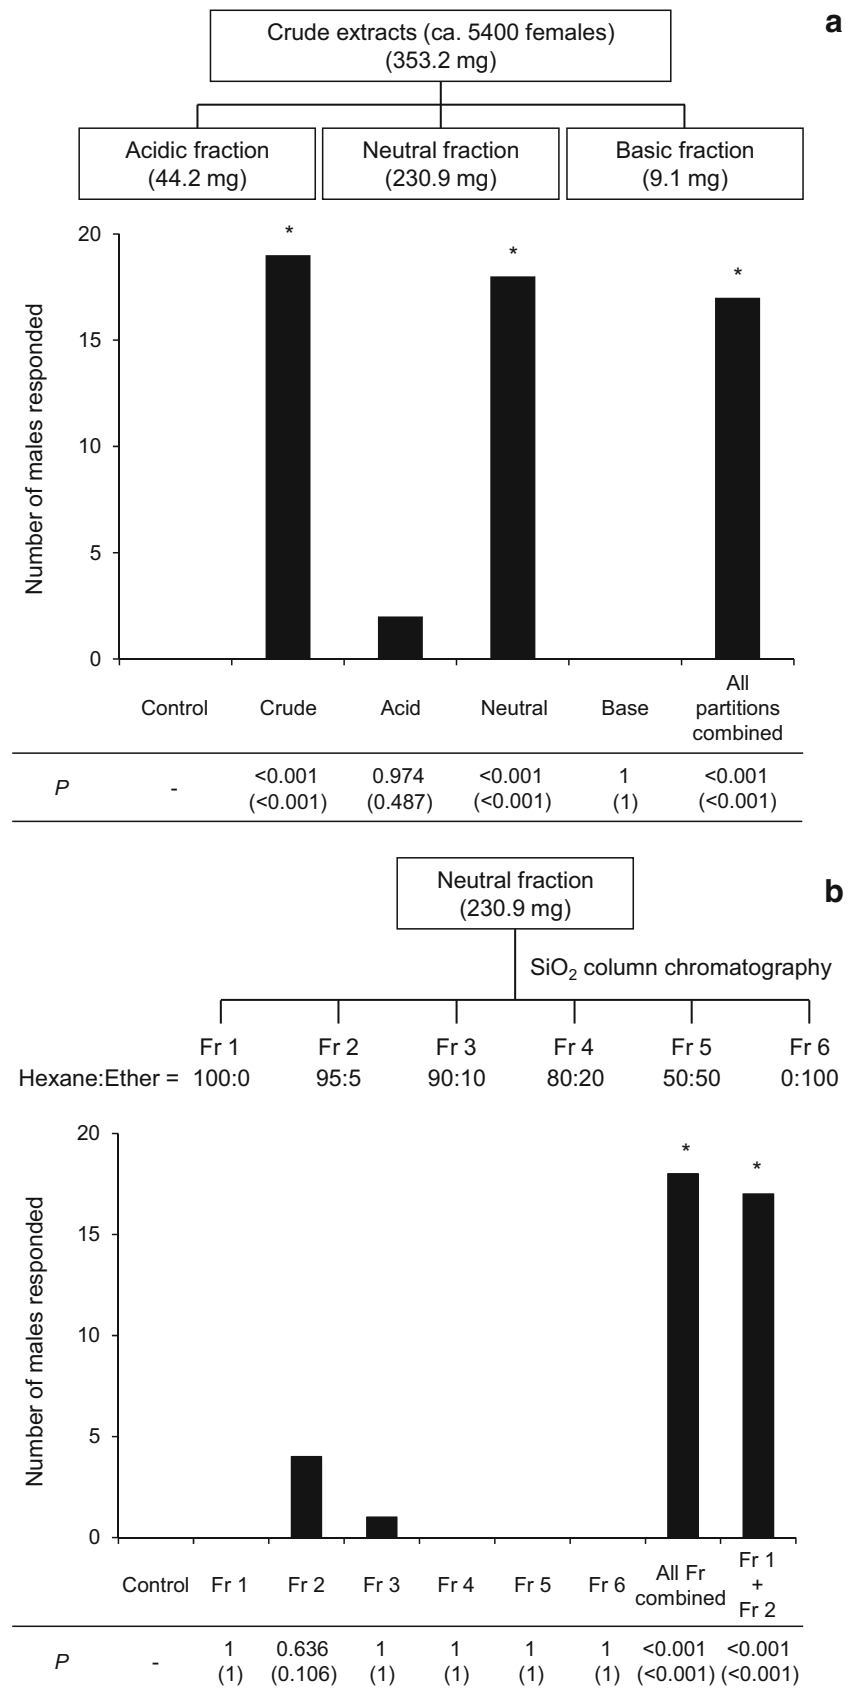 a
Crude extracts (ca. 5400 females)
(353.2 mg)
Acidic fraction
(44.2 mg)
Neutral fraction
(230.9 mg)
Basic fraction
(9.1 mg)
Number of males responded
20
15
10
5
0
*
*
*
Control
Crude
Acid
Neutral
Base
All
partitions
combined
P
-
<0.001
(<0.001)
0.974
(0.487)
<0.001
(<0.001)
1
(1)
<0.001
(<0.001)
b
Neutral fraction
(230.9 mg)
SiO₂ column chromatography
Fr 1 Fr 2 Fr 3 Fr 4 Fr 5 Fr 6
Hexane:Ether = 100:0 95:5 90:10 80:20 50:50 0:100
Number of males responded
20
15
10
5
0
*
*
Control
Fr 1
Fr 2
Fr 3
Fr 4
Fr 5
Fr 6
All Fr
combined
Fr 1
+
Fr 2
P
-
1
(1)
0.636
(0.106)
1
(1)
1
(1)
1
(1)
1
(1)
<0.001
(<0.001)
<0.001
(<0.001)